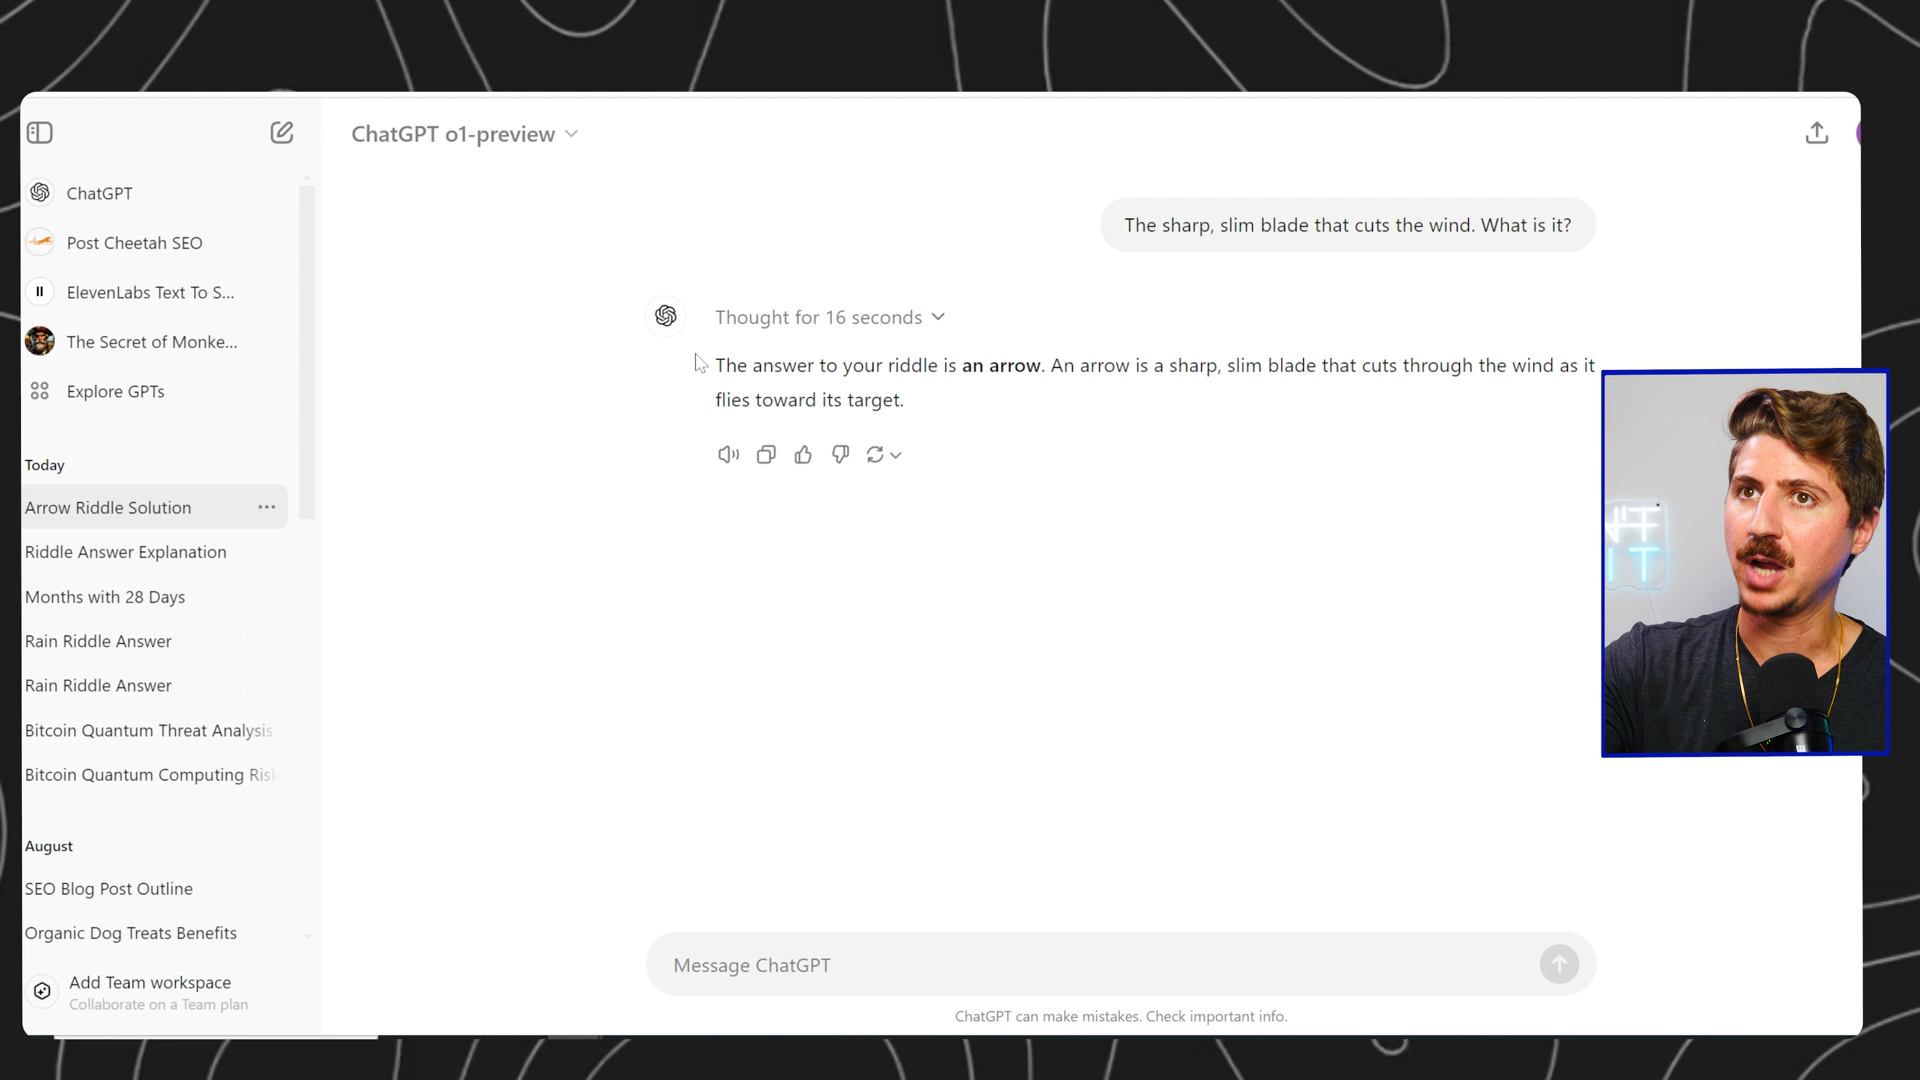 ChatGPT o1-preview
ChatGPT
Post Cheetah SEO
ElevenLabs Text To S...
The Secret of Monke...
Explore GPTs
Today
Arrow Riddle Solution
Riddle Answer Explanation
Months with 28 Days
Rain Riddle Answer
Rain Riddle Answer
Bitcoin Quantum Threat Analysis
Bitcoin Quantum Computing Ris
August
SEO Blog Post Outline
Organic Dog Treats Benefits
Add Team workspace
Collaborate on a Team plan
The sharp, slim blade that cuts the wind. What is it?
Thought for 16 seconds
The answer to your riddle is an arrow. An arrow is a sharp, slim blade that cuts through the wind as it
flies toward its target.
Message ChatGPT
ChatGPT can make mistakes. Check important info.